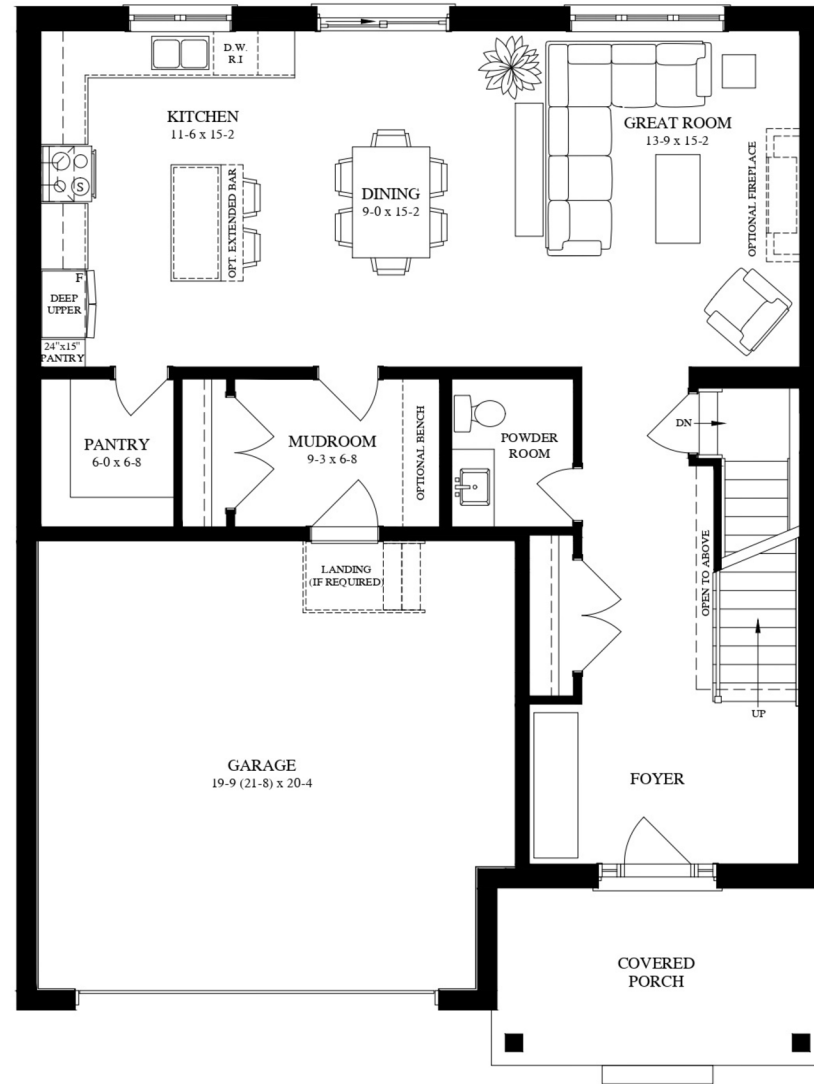 D.W.
R.I
KITCHEN
11-6 x 15-2
GREAT ROOM
13-9 x 15-2
S
DINING
9-0 x 15-2
OPT. EXTENDED BAR
OPTIONAL FIREPLACE
F
DEEP
UPPER
24"x15"
PANTRY
PANTRY
6-0 x 6-8
MUDROOM
9-3 x 6-8
OPTIONAL BENCH
POWDER
ROOM
DN
OPEN TO ABOVE
LANDING
(IF REQUIRED)
UP
GARAGE
19-9 (21-8) x 20-4
FOYER
COVERED
PORCH